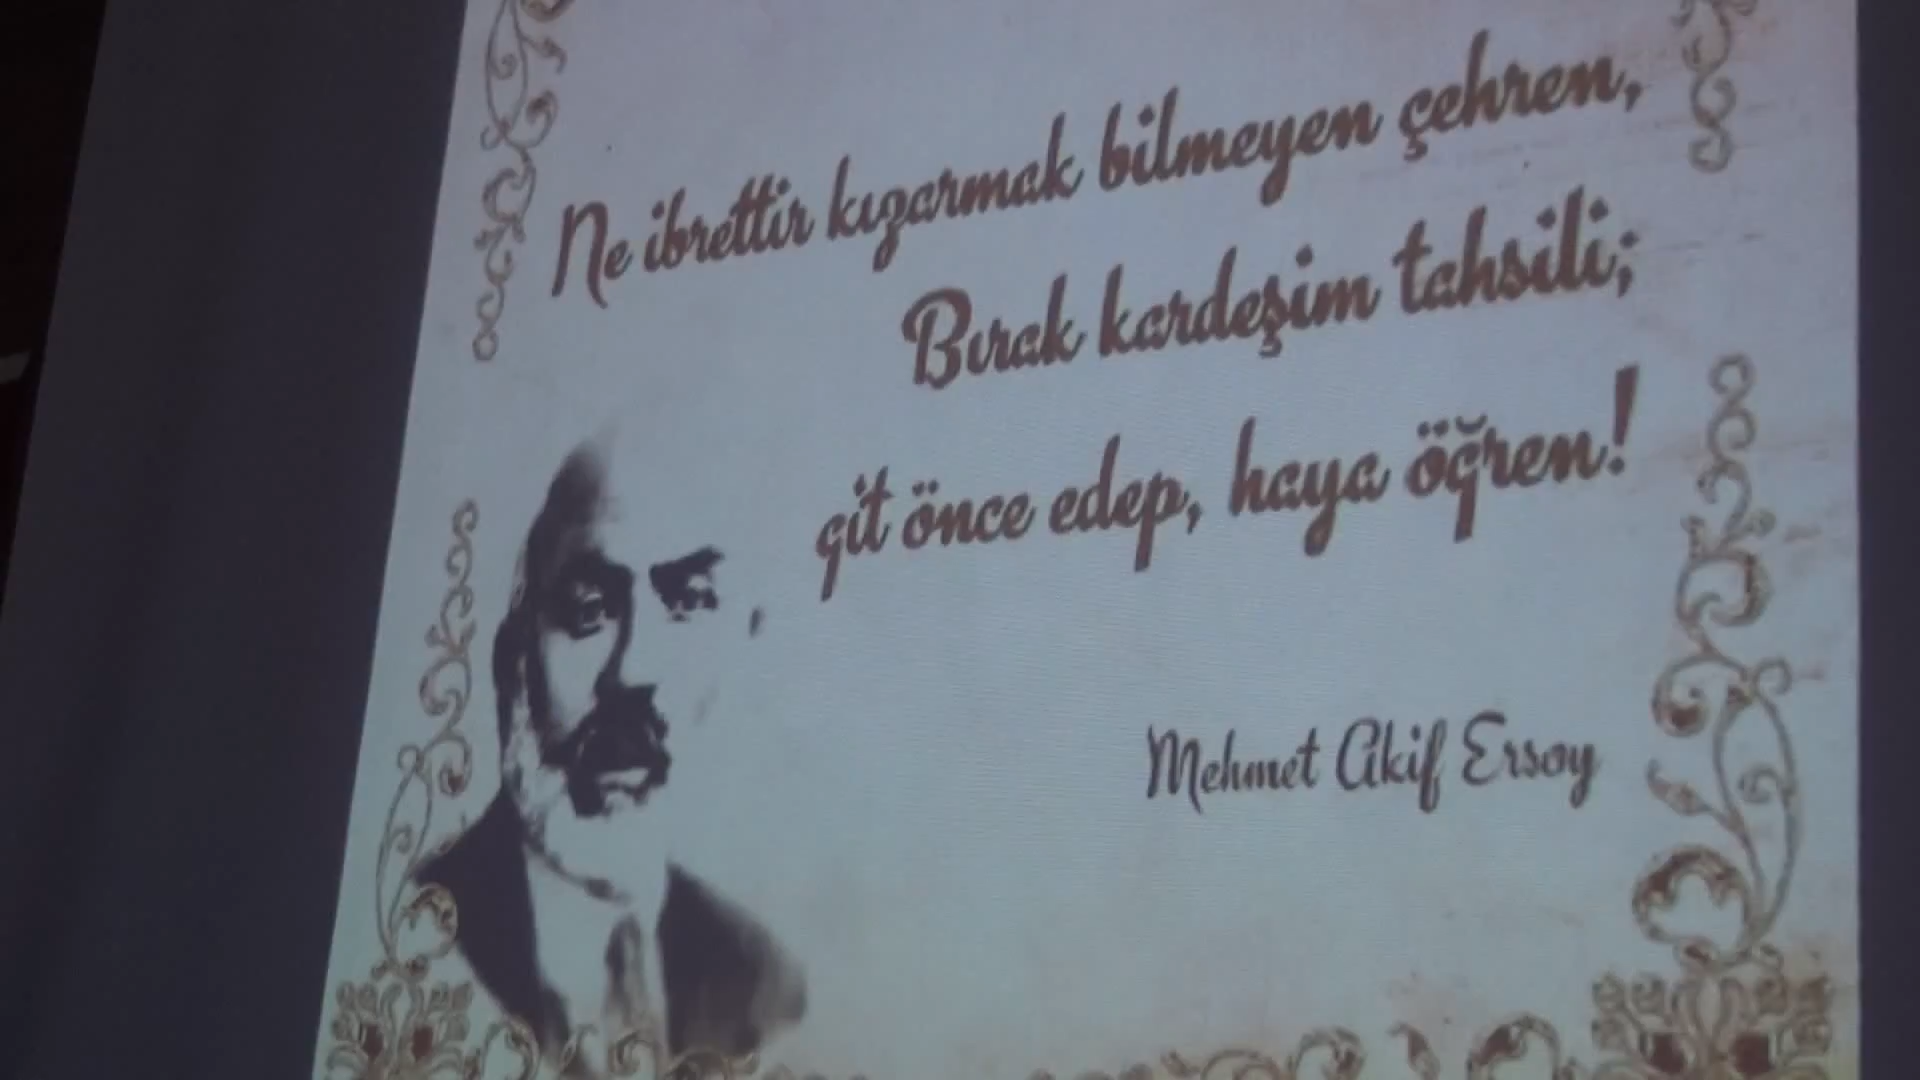 Ne ibrettir kızarmak bilmeyen çehren,
Bırak kardeşim tahsili;
git önce edep, haya öğren!
Mehmet Akif Ersoy